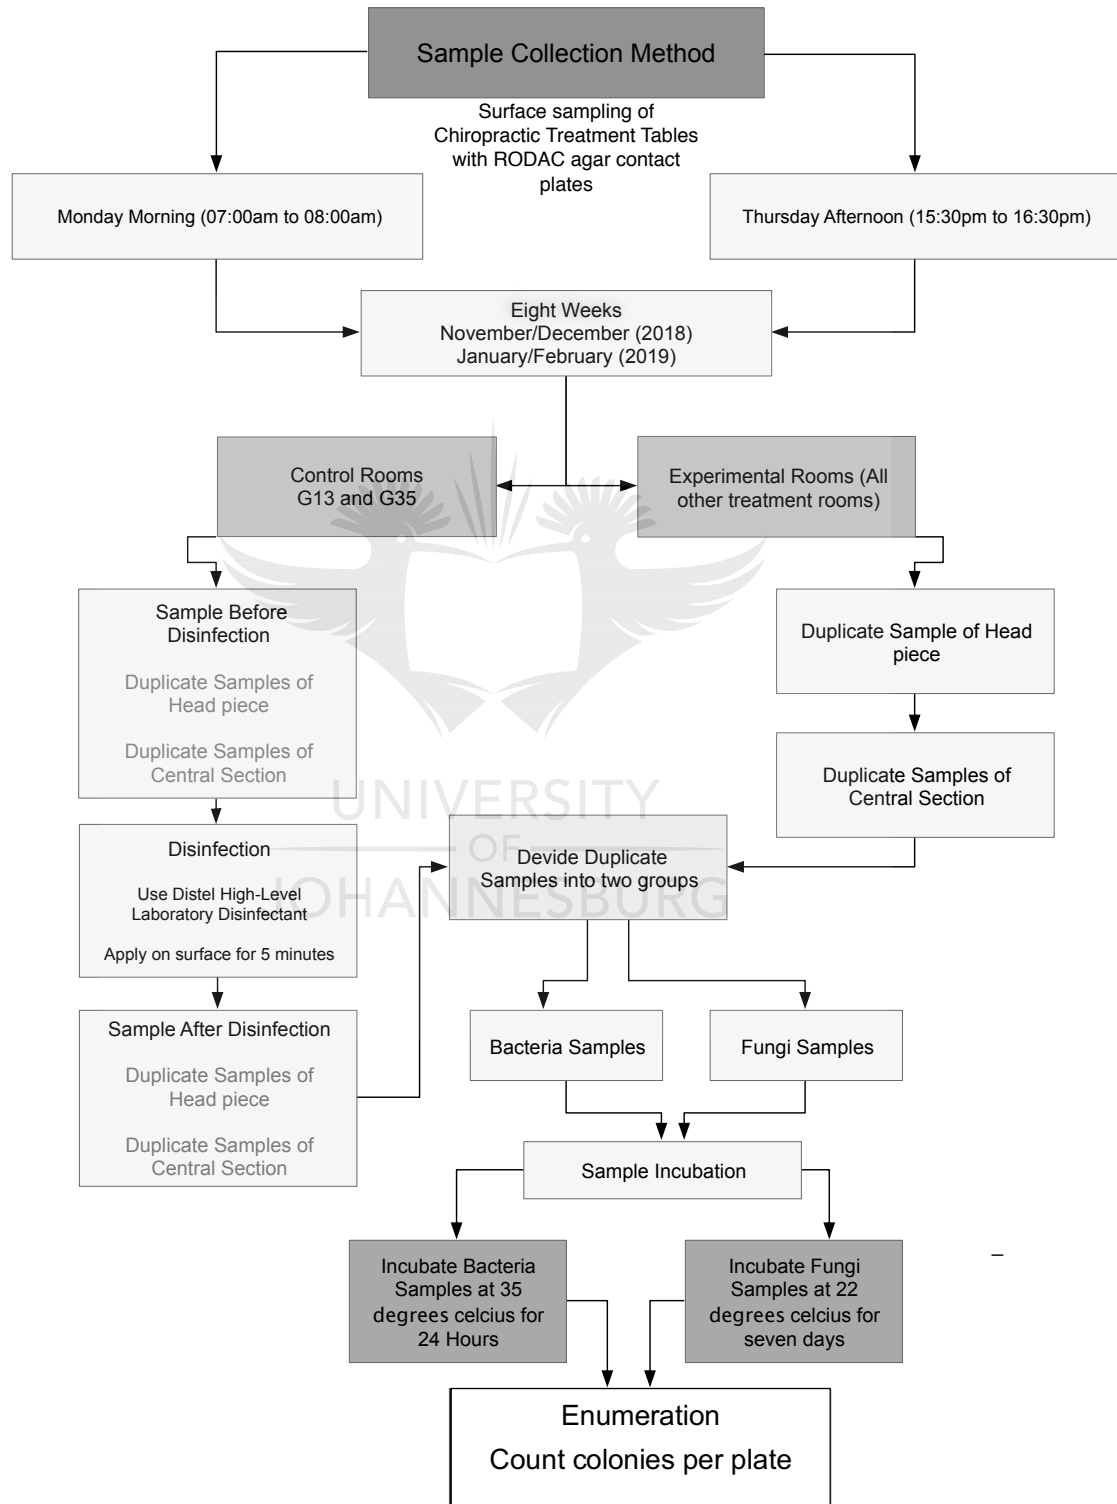 Sample Collection Method
Surface sampling of
Chiropractic Treatment Tables
with RODAC agar contact
plates
Monday Morning (07:00am to 08:00am)
Thursday Afternoon (15:30pm to 16:30pm)
Eight Weeks
November/December (2018)
January/February (2019)
Control Rooms
G13 and G35
Experimental Rooms (All
other treatment rooms)
Sample Before
Disinfection
Duplicate Samples of
Head piece
Duplicate Samples of
Central Section
Duplicate Sample of Head
piece
Duplicate Samples of
Central Section
Disinfection
Use Distel High-Level
Laboratory Disinfectant
Apply on surface for 5 minutes
Sample After Disinfection
Duplicate Samples of
Head piece
Duplicate Samples of
Central Section
UNIVERSITY
OF
JOHANNESBURG
Devide Duplicate
Samples into two groups
Bacteria Samples
Fungi Samples
Sample Incubation
Incubate Bacteria
Samples at 35
degrees celcius for
24 Hours
Incubate Fungi
Samples at 22
degrees celcius for
seven days
Enumeration
Count colonies per plate